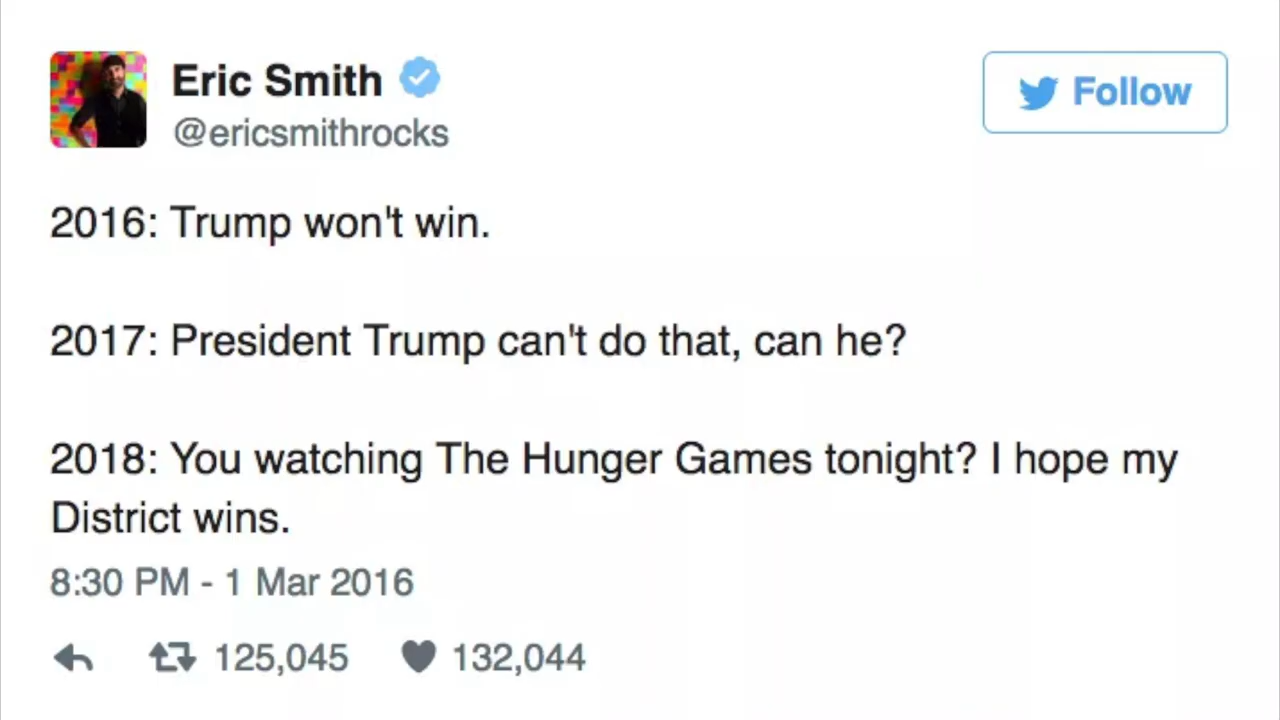 Eric Smith
@ericsmithrocks
Follow
2016: Trump won't win.
2017: President Trump can't do that, can he?
2018: You watching The Hunger Games tonight? I hope my
District wins.
8:30 PM - 1 Mar 2016
125,045 132,044